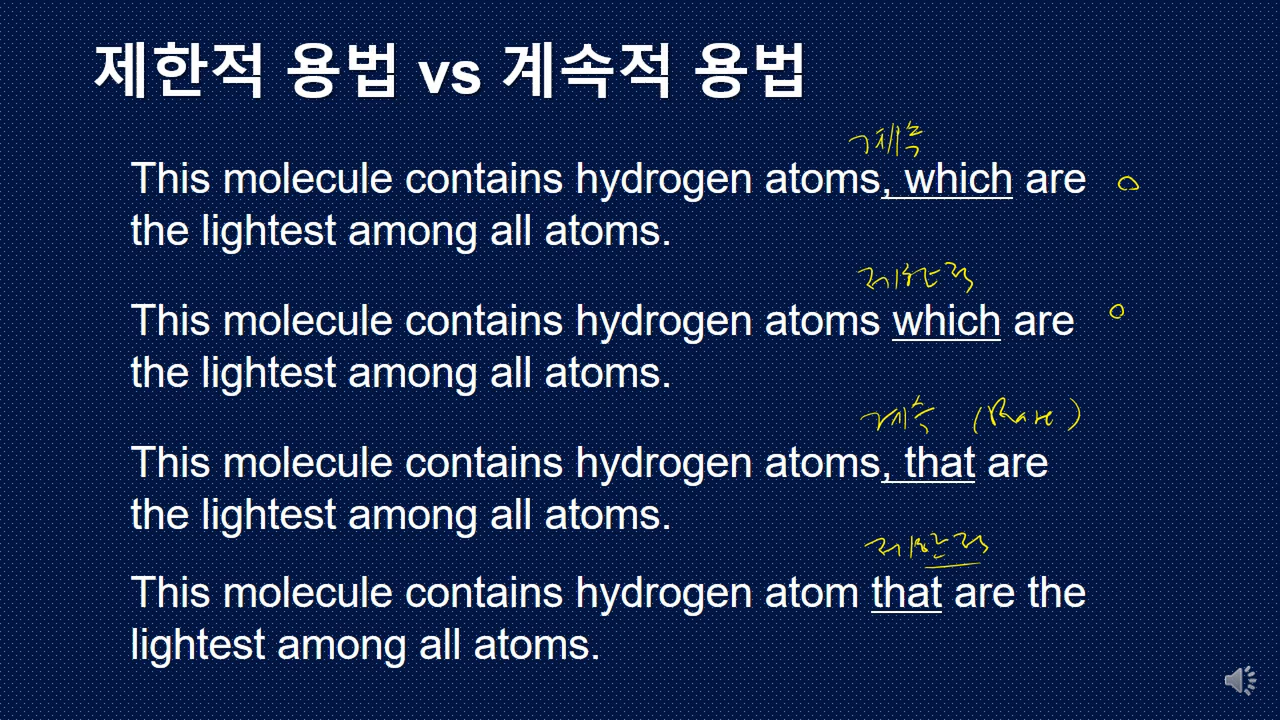 제한적 용법 vs 계속적 용법
계속
This molecule contains hydrogen atoms, which are
the lightest among all atoms.
제한적
This molecule contains hydrogen atoms which are
the lightest among all atoms.
계속 (Rare)
This molecule contains hydrogen atoms, that are
the lightest among all atoms.
제한적
This molecule contains hydrogen atom that are the
lightest among all atoms.